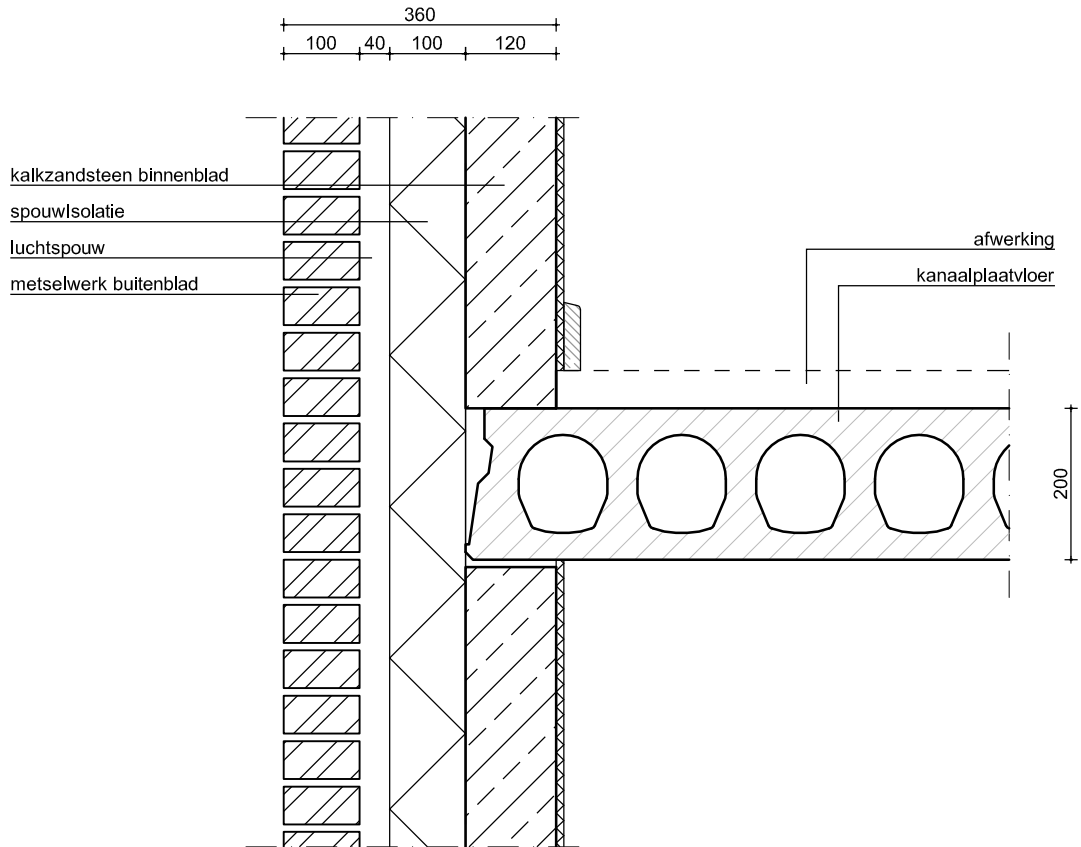 360
100 40 100 120
kalkzandsteen binnenblad
spouwIsolatie
luchtspouw
metselwerk buitenblad
afwerking
kanaalplaatvloer
200